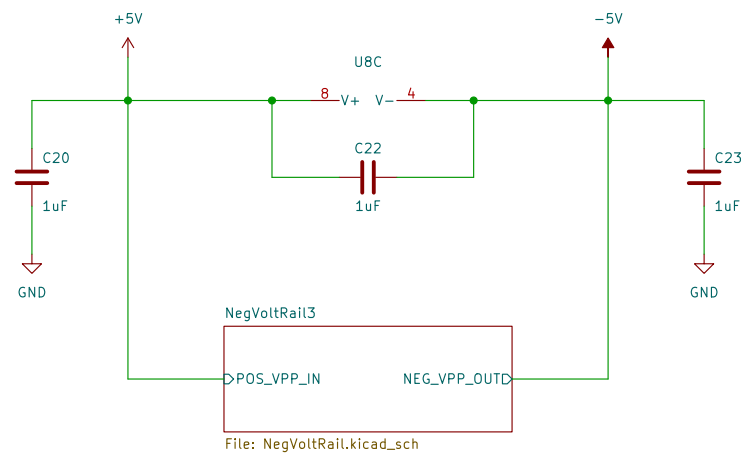 +5V
-5V
U8C
8
V+
V-
4
C20
C22
C23
1uF
1uF
1uF
GND
GND
NegVoltRail3
POS_VPP_IN
NEG_VPP_OUT
File: NegVoltRail.kicad_sch